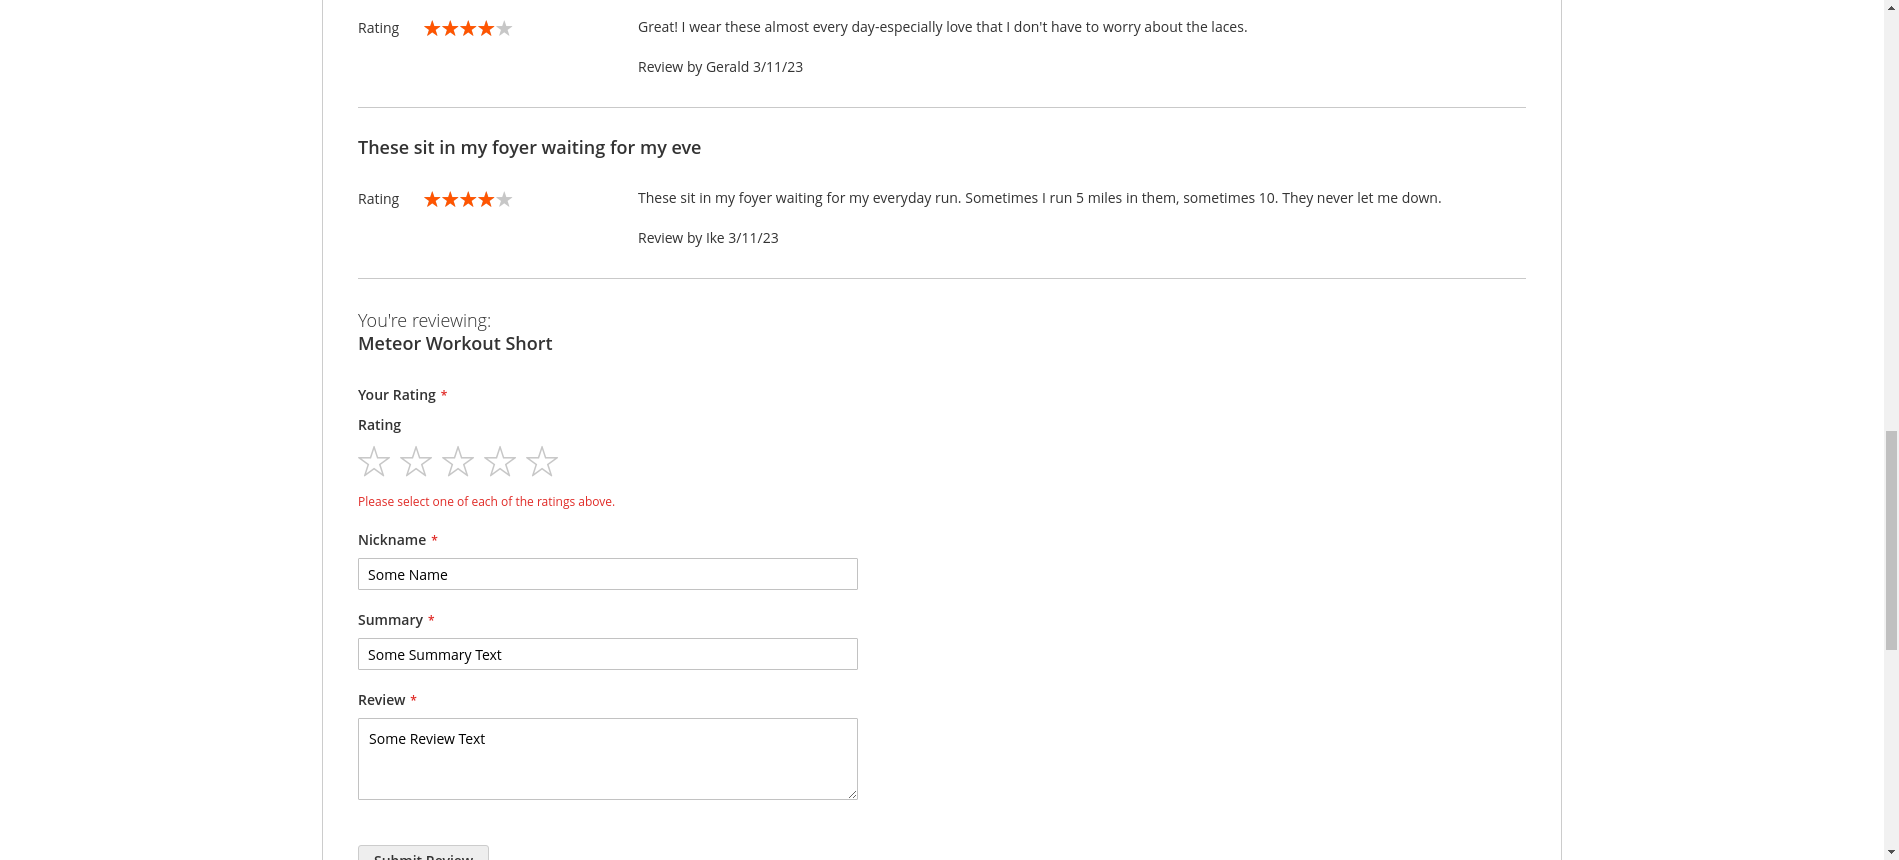 Rating
Great! I wear these almost every day-especially love that I don't have to worry about the laces.
Review by Gerald 3/11/23
These sit in my foyer waiting for my eve
Rating
These sit in my foyer waiting for my everyday run. Sometimes I run 5 miles in them, sometimes 10. They never let me down.
Review by Ike 3/11/23
You're reviewing:
Meteor Workout Short
Your Rating *
Rating
Please select one of each of the ratings above.
Nickname *
Some Name
Summary *
Some Summary Text
Review *
Some Review Text
Submit Review